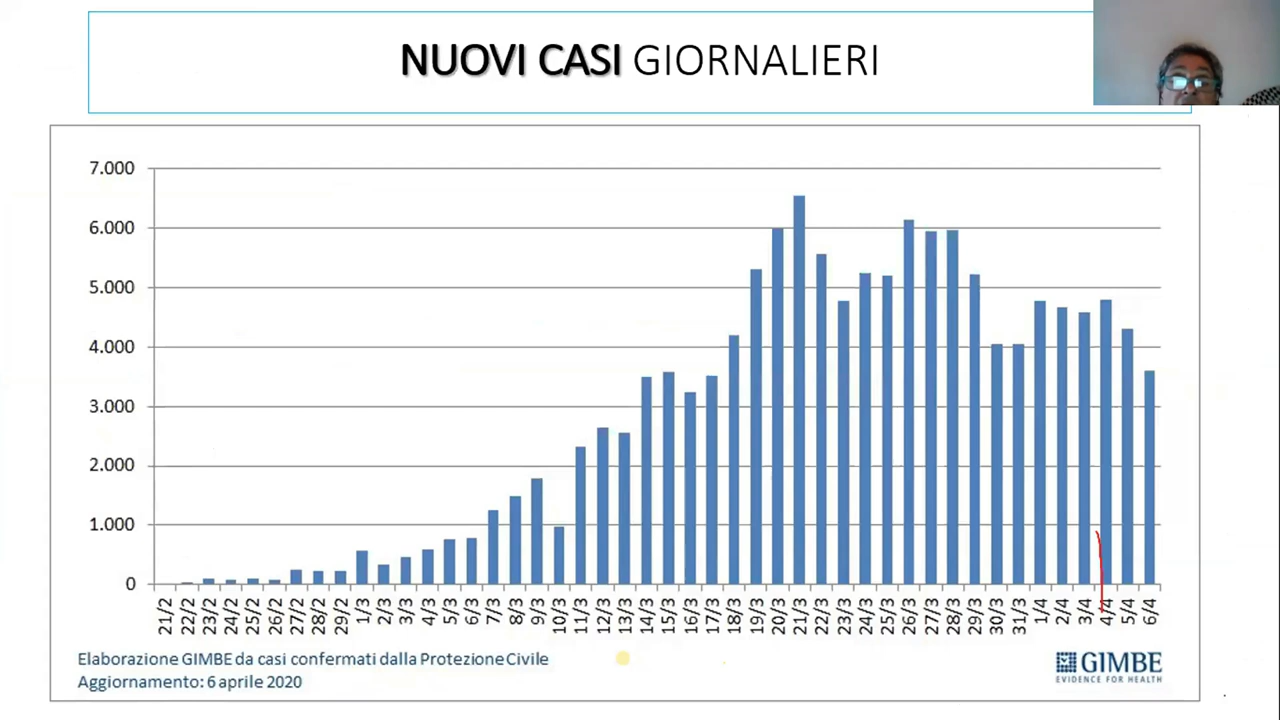 NUOVI CASI GIORNALIERI
7.000
6.000
5.000
4.000
3.000
2.000
1.000
0
21/2 22/2 23/2 24/2 25/2 26/2 27/2 28/2 29/2 1/3 2/3 3/3 4/3 5/3 6/3 7/3 8/3 9/3 10/3 11/3 12/3 13/3 14/3 15/3 16/3 17/3 18/3 19/3 20/3 21/3 22/3 23/3 24/3 25/3 26/3 27/3 28/3 29/3 30/3 31/3 1/4 2/4 3/4 4/4 5/4 6/4
Elaborazione GIMBE da casi confermati dalla Protezione Civile
Aggiornamento: 6 aprile 2020
GIMBE
EVIDENCE FOR HEALTH